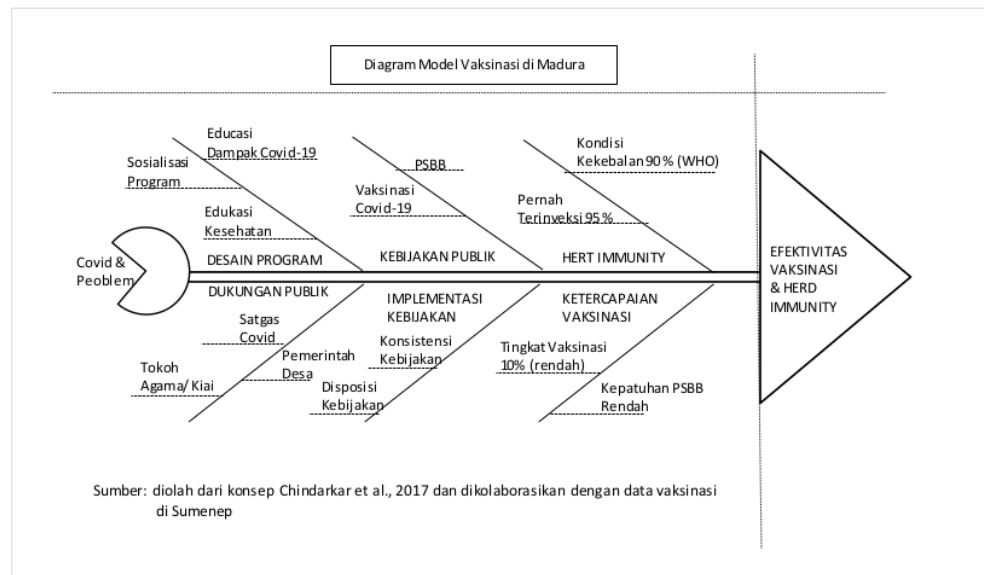 Diagram Model Vaksinasi di Madura
Educasi
Dampak Covid-19
Sosialisasi
Program
Edukasi
Kesehatan
DESAIN PROGRAM
PSBB
Vaksinasi
Covid-19
KEBIJAKAN PUBLIK
Kondisi
Kekebalan 90% (WHO)
Pernah
Terinveksi 95%
HERT IMMUNITY
Covid &
Peoblem
EFEKTIVITAS
VAKSINASI
& HERD
IMMUNITY
DUKUNGAN PUBLIK
Satgas
Covid
Pemerintah
Desa
Tokoh
Agama/ Kiai
IMPLEMENTASI
KEBIJAKAN
Konsistensi
Kebijakan
Disposisi
Kebijakan
KETERCAPAIAN
VAKSINASI
Tingkat Vaksinasi
10% (rendah)
Kepatuhan PSBB
Rendah
Sumber: diolah dari konsep Chindarkar et al., 2017 dan dikolaborasikan dengan data vaksinasi
di Sumenep